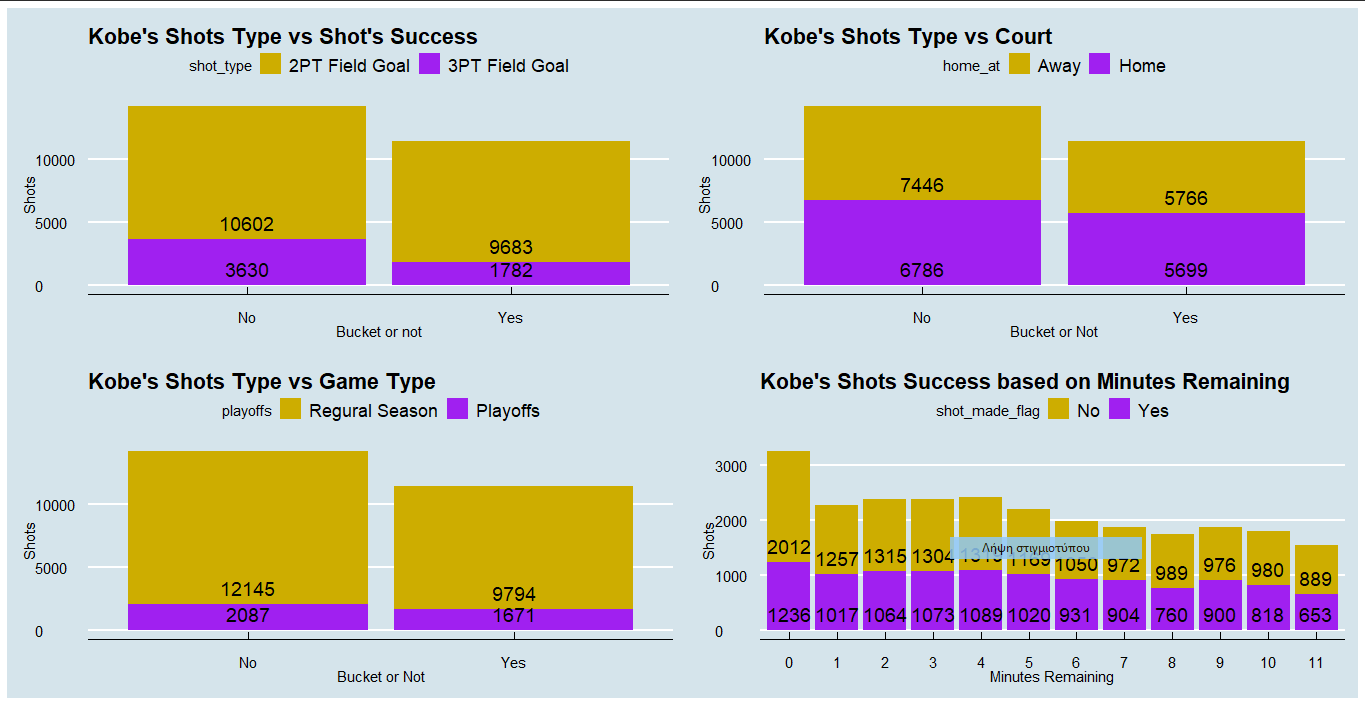 Kobe's Shots Type vs Shot's Success
shot_type 2PT Field Goal 3PT Field Goal
Shots
10000
5000
0
10602
3630
9683
1782
No Yes
Bucket or not
Kobe's Shots Type vs Court
home_at Away Home
Shots
10000
5000
0
7446
6786
5766
5699
No Yes
Bucket or Not
Kobe's Shots Type vs Game Type
playoffs Regural Season Playoffs
Shots
10000
5000
0
12145
2087
9794
1671
No Yes
Bucket or Not
Kobe's Shots Success based on Minutes Remaining
shot_made_flag No Yes
Shots
3000
2000
1000
0
Λήψη στιγμιοτύπου
2012 1257 1315 1304 1319 1189 1050 972 989 976 980 889
1236 1017 1064 1073 1089 1020 931 904 760 900 818 653
0 1 2 3 4 5 6 7 8 9 10 11
Minutes Remaining